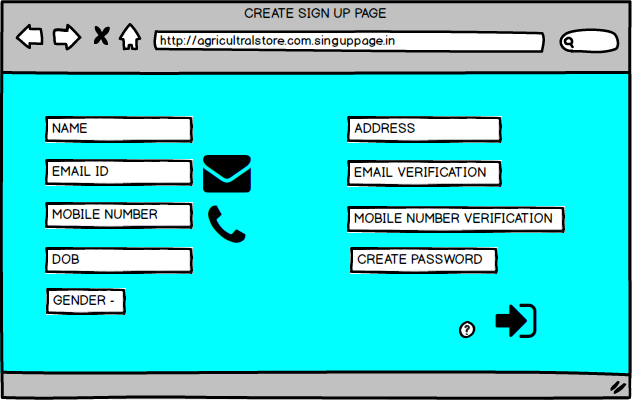 CREATE SIGN UP PAGE
http://agricultralstore.com.singuppage.in
NAME
ADDRESS
EMAIL ID
EMAIL VERIFICATION
MOBILE NUMBER
MOBILE NUMBER VERIFICATION
DOB
CREATE PASSWORD
GENDER -
?